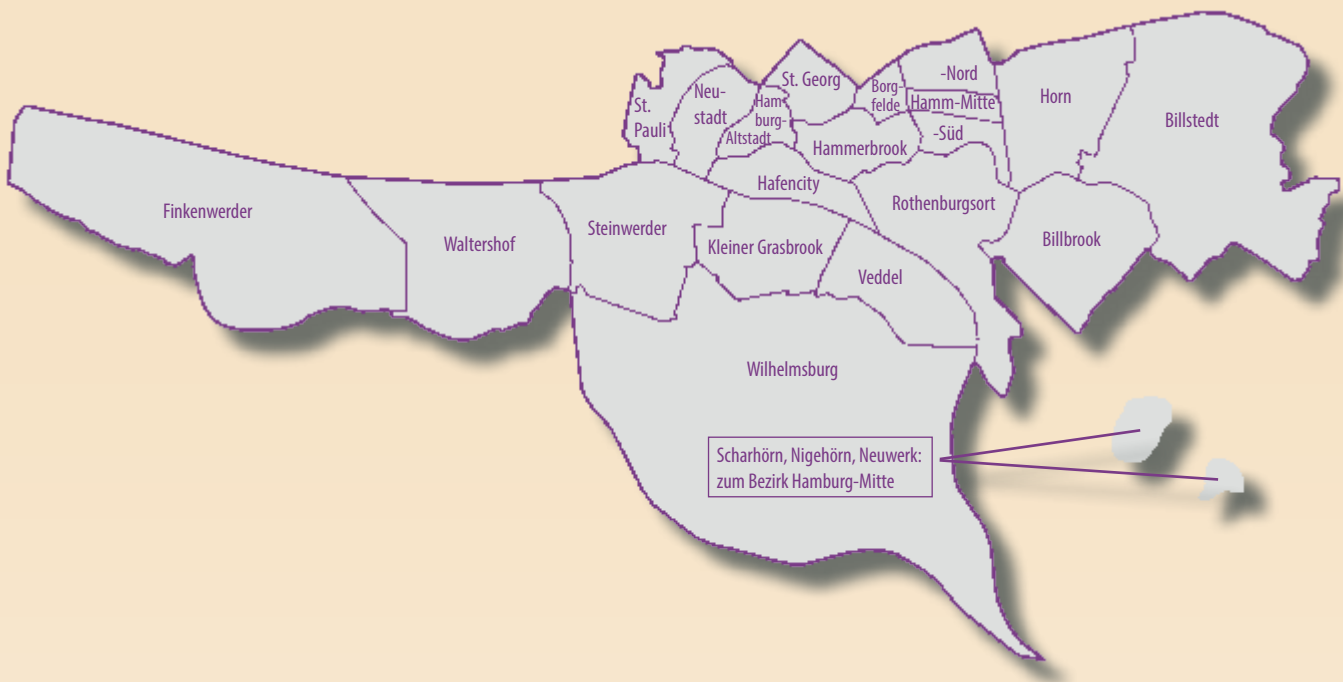 St.
Pauli
Neu-
stadt
Ham
burg-
Altstadt
St. Georg
Borg-
felde
-Nord
Hamm-Mitte
-Süd
Horn
Billstedt
Hammerbrook
Hafencity
Rothenburgsort
Billbrook
Finkenwerder
Waltershof
Steinwerder
Kleiner Grasbrook
Veddel
Wilhelmsburg
Scharhörn, Nigehörn, Neuwerk:
zum Bezirk Hamburg-Mitte